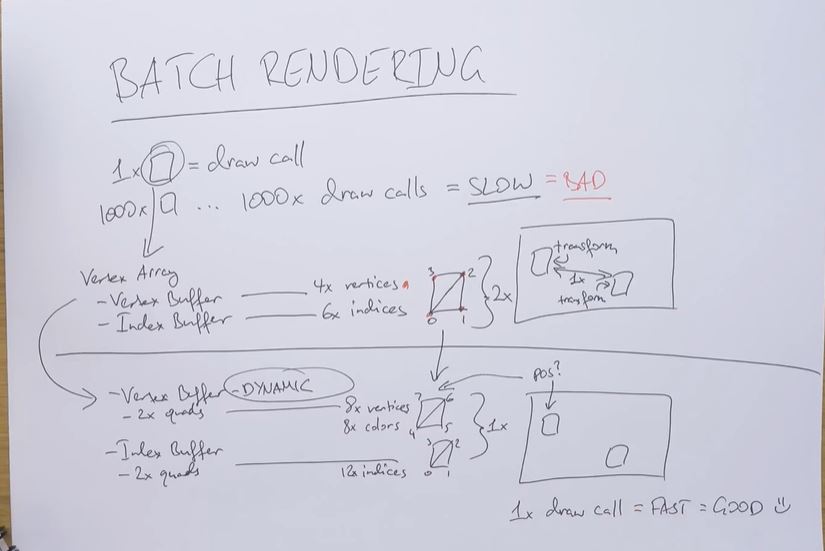 BATCH RENDERING
1x = draw call
1000x ... 1000x draw calls = SLOW = BAD
Vertex Array
- Vertex Buffer 4x vertices
- Index Buffer 6x indices
3 2
0 1
2x
transform
1x
transform
- Vertex Buffer - DYNAMIC
- 2x quads
8x vertices
8x colors
7 6
4 5
3 2
0 1
1x
pos?
- Index Buffer
- 2x quads
12x indices
1x draw call = FAST = GOOD